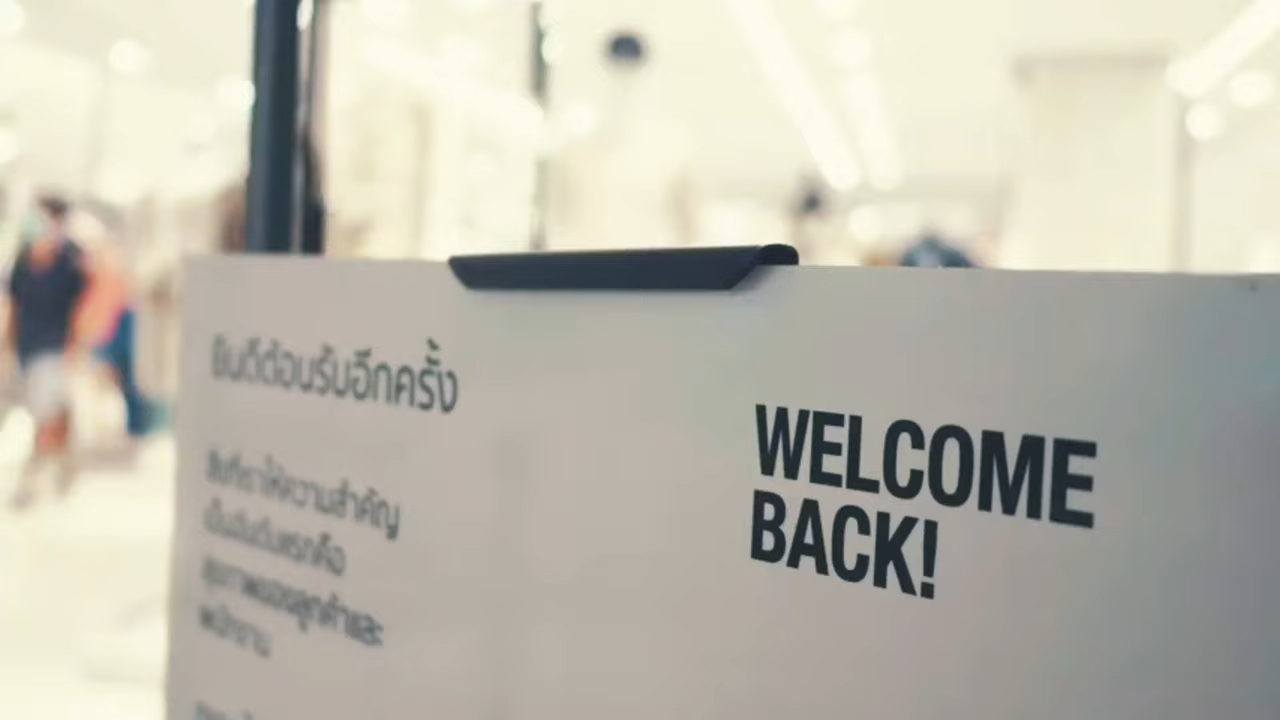 ยินดีต้อนรับอีกครั้ง
สิ่งที่เราให้ความสำคัญ
เป็นอันดับแรกคือ
สุขภาพของลูกค้าและ
พนักงาน
WELCOME
BACK!